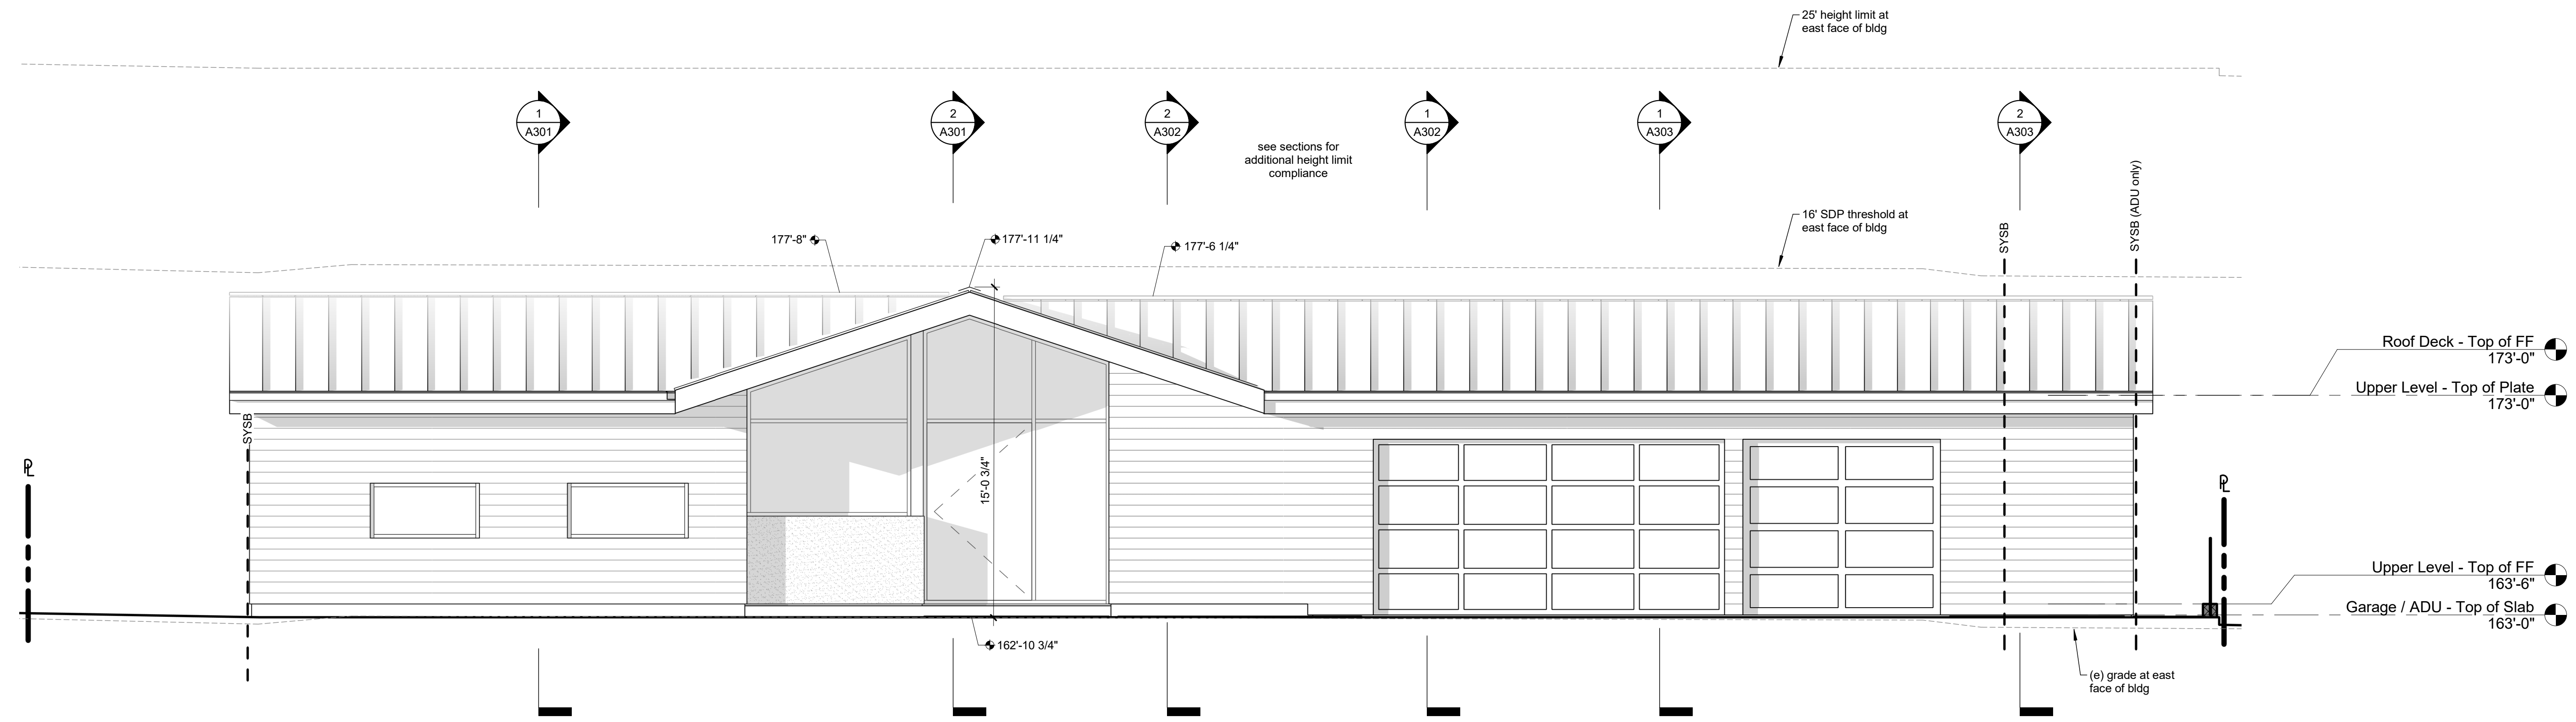 25' height limit at
east face of bldg
1
A301
2
A301
2
A302
1
A302
1
A303
2
A303
see sections for
additional height limit
compliance
SYSB (ADU only)
16' SDP threshold at
east face of bldg
SYSB
177'-8"
177'-11 1/4"
177'-6 1/4"
Roof Deck - Top of FF
173'-0"
Upper Level - Top of Plate
173'-0"
SYSB
PL
15'-0 3/4"
PL
Upper Level - Top of FF
163'-6"
Garage / ADU - Top of Slab
163'-0"
162'-10 3/4"
(e) grade at east
face of bldg